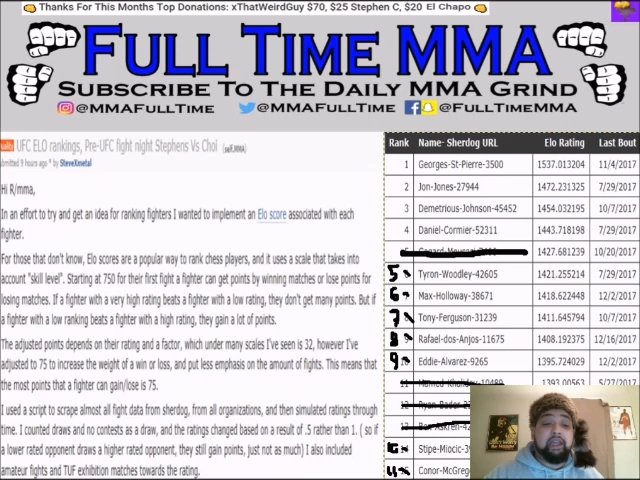 Thanks For This Months Top Donations: xThatWeirdGuy $70, $25 Stephen C, $20 El Chapo
FULL TIME MMA
SUBSCRIBE TO THE DAILY MMA GRIND
@MMAFULLTIME @MMAFULLTIME @FULLTIMEMMA
UFC ELO rankings, Pre-UFC fight night Stephens Vs Choi (self.MMA)
bmitted 9 hours ago * by SteveXmetal
Hi R/mma,
In an effort to try and get an idea for ranking fighters I wanted to implement an Elo score associated with each
fighter.
For those that don't know, Elo scores are a popular way to rank chess players, and it uses a scale that takes into
account "skill level". Starting at 750 for their first fight a fighter can get points by winning matches or lose points for
losing matches. If a fighter with a very high rating beats a fighter with a low rating, they don't get many points. But if
a fighter with a low ranking beats a fighter with a high rating, they gain a lot of points.
The adjusted points depends on their rating and a factor, which under many scales I've seen is 32, however I've
adjusted to 75 to increase the weight of a win or loss, and put less emphasis on the amount of fights. This means that
the most points that a fighter can gain/lose is 75.
I used a script to scrape almost all fight data from sherdog, from all organizations, and then simulated ratings through
time. I counted draws and no contests as a draw, and the ratings changed based on a result of .5 rather than 1. ( so if
a lower rated opponent draws a higher rated opponent, they still gain points, just not as much) I also included
amateur fights and TUF exhibition matches towards the rating.
Rank Name- Sherdog URL Elo Rating Last Bout
1 Georges-St-Pierre-3500 1537.013204 11/4/2017
2 Jon-Jones-27944 1472.231325 7/29/2017
3 Demetrious-Johnson-45452 1454.032195 10/7/2017
4 Daniel-Cormier-52311 1443.718198 7/29/2017
1427.681239 10/20/2017
5 Tyron-Woodley-42605 1421.255214 7/29/2017
6 Max-Holloway-38671 1418.622448 12/2/2017
7 Tony-Ferguson-31239 1411.645794 10/7/2017
8 Rafael-dos-Anjos-11675 1408.192375 12/16/2017
9 Eddie-Alvarez-9265 1395.724029 12/2/2017
11 1393.00563 5/27/2017
12
13
Stipe-Miocic-3
Conor-McGreg